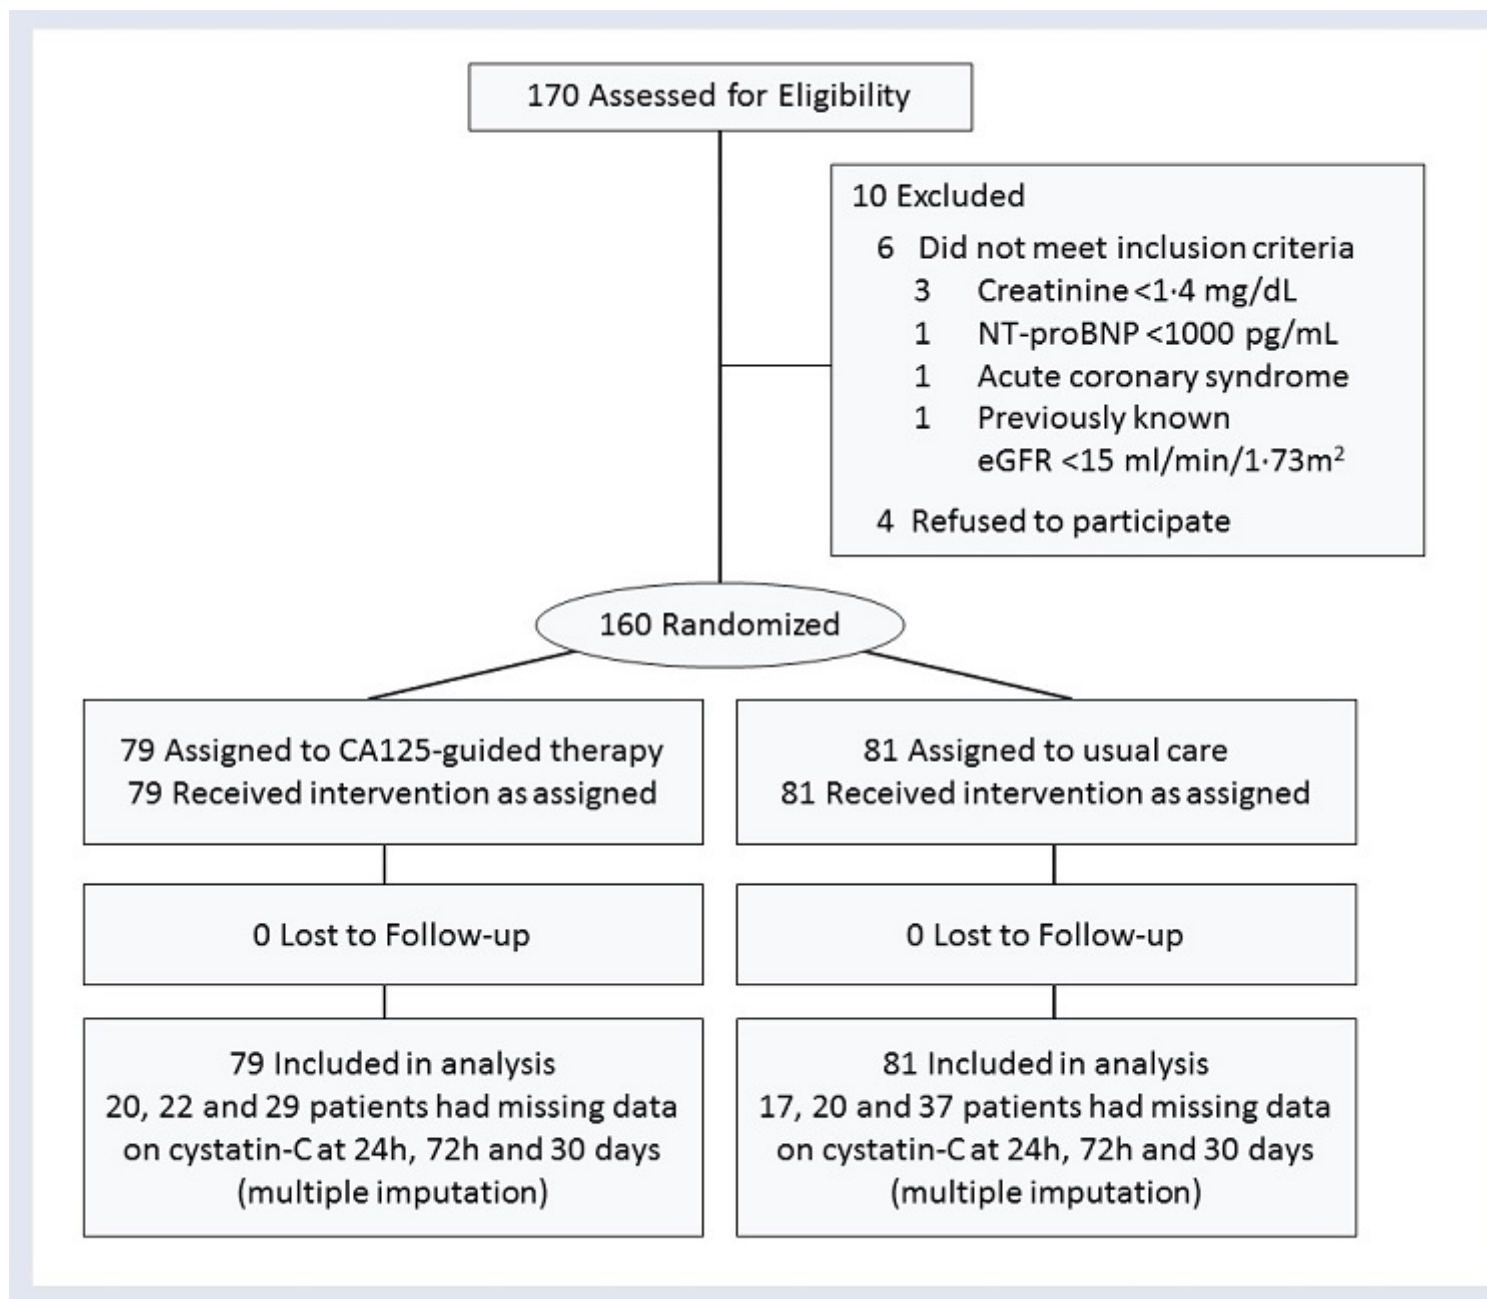 170 Assessed for Eligibility
10 Excluded
6 Did not meet inclusion criteria
3 Creatinine <1·4 mg/dL
1 NT-proBNP <1000 pg/mL
1 Acute coronary syndrome
1 Previously known
eGFR <15 ml/min/1·73m²
4 Refused to participate
160 Randomized
79 Assigned to CA125-guided therapy
79 Received intervention as assigned
81 Assigned to usual care
81 Received intervention as assigned
0 Lost to Follow-up
0 Lost to Follow-up
79 Included in analysis
20, 22 and 29 patients had missing data
on cystatin-C at 24h, 72h and 30 days
(multiple imputation)
81 Included in analysis
17, 20 and 37 patients had missing data
on cystatin-C at 24h, 72h and 30 days
(multiple imputation)